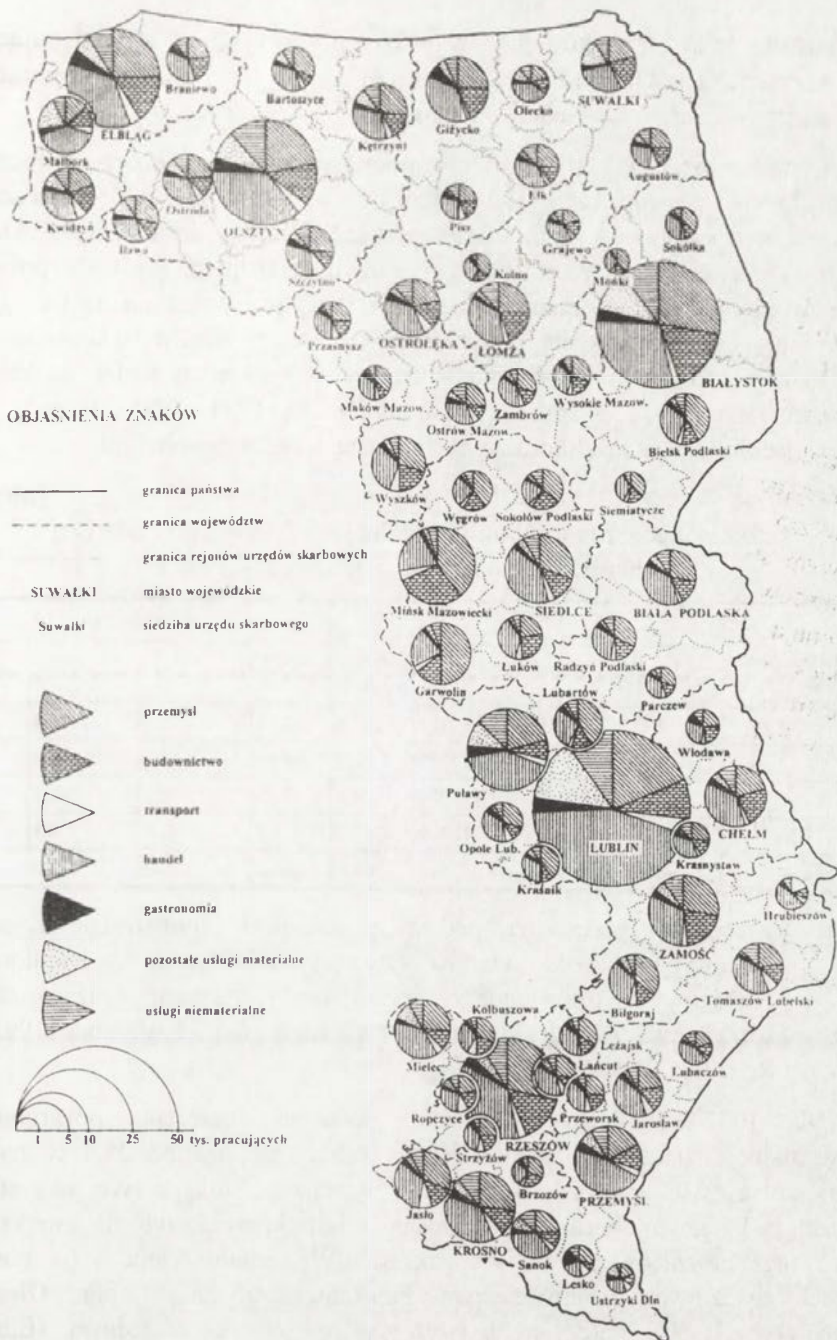 Braniewo
Bartoszyce
ELBLĄG
Malbork
Kętrzyn
Giżycko
Olecko
SUWAŁKI
Augustów
Kwidzyn
Ostróda
Iława
OLSZTYN
Ełk
Pisz
Grajewo
Sokółka
Szczytno
Kolno
Mońki
Przasnysz
OSTROŁĘKA
ŁOMŻA
BIAŁYSTOK
Maków Mazow.
Ostrów Mazow.
Zambrów
Wysokie Mazow.
Bielsk Podlaski
OBJAŚNIENIA ZNAKÓW
granica państwa
granica województw
granica rejonów urzędów skarbowych
SUWAŁKI miasto wojewódzkie
Suwałki siedziba urzędu skarbowego
Wyszków
Węgrów
Sokołów Podlaski
Siemiatycze
Mińsk Mazowiecki
SIEDLCE
BIAŁA PODLASKA
Garwolin
Łuków
Radzyń Podlaski
Parczew
Lubartów
Włodawa
Puławy
CHEŁM
Opole Lub.
LUBLIN
Krasnystaw
Kraśnik
Hrubieszów
ZAMOŚĆ
Biłgoraj
Tomaszów Lubelski
przemysł
budownictwo
transport
handel
gastronomia
pozostałe usługi materialne
usługi niematerialne
1 5 10 25 50 tys. pracujących
Kolbuszowa
Mielec
Leżajsk
Lubaczów
Łańcut
Ropczyce
Przeworsk
Jarosław
RZESZÓW
Strzyżów
Brzozów
PRZEMYŚL
Jasło
KROSNO
Sanok
Lesko
Ustrzyki Dln